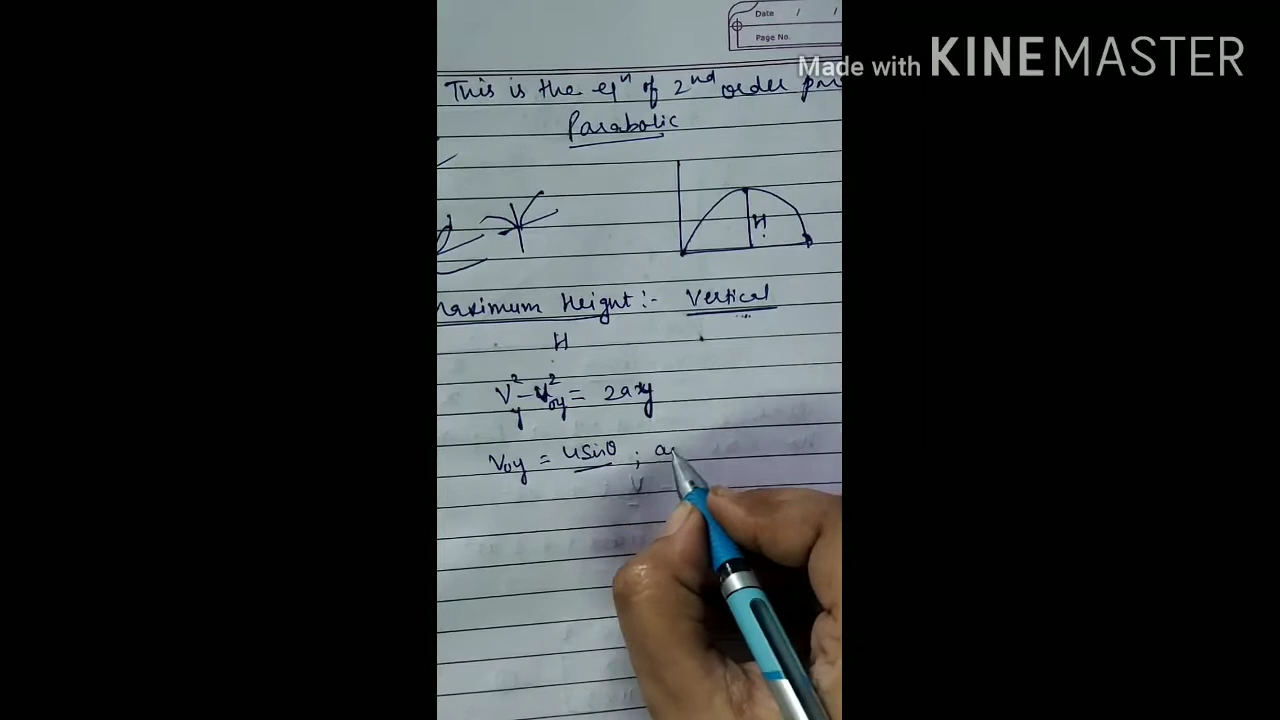 Date / /
Page No.
Made with KINEMASTER
This is the eqⁿ of 2nd order
Parabolic
H
Maximum Height :- Vertical
H
V²y - V²oy = 2ay
Voy = usinθ ; a